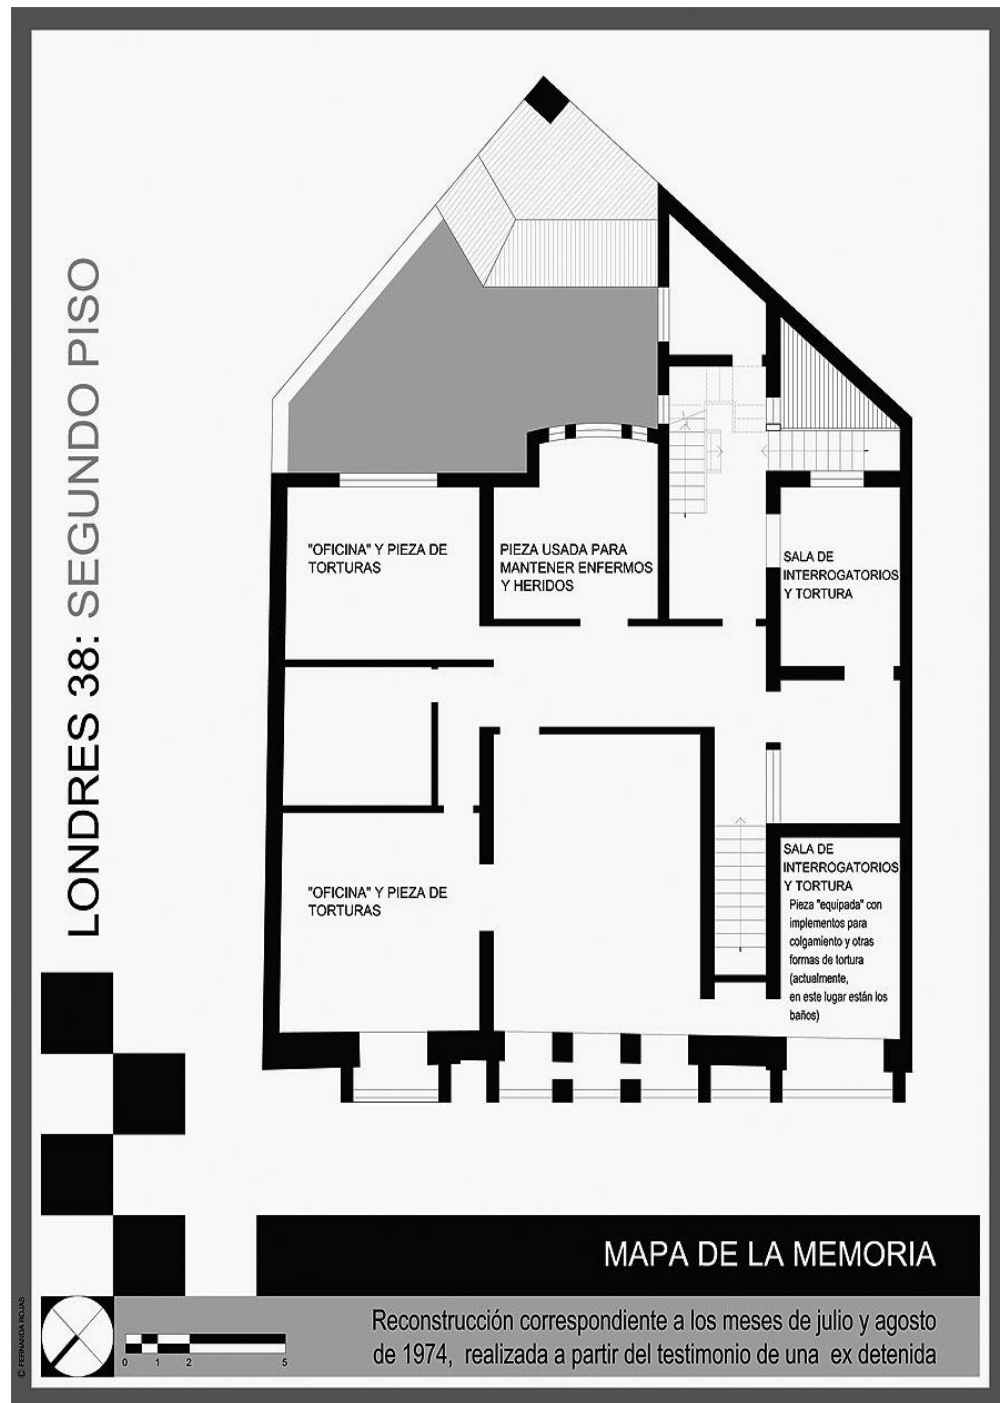 LONDRES 38: SEGUNDO PISO
"OFICINA" Y PIEZA DE
TORTURAS
PIEZA USADA PARA
MANTENER ENFERMOS
Y HERIDOS
SALA DE
INTERROGATORIOS
Y TORTURA
"OFICINA" Y PIEZA DE
TORTURAS
SALA DE
INTERROGATORIOS
Y TORTURA
Pieza "equipada" con
implementos para
colgamiento y otras
formas de tortura
(actualmente,
en este lugar están los
baños)
MAPA DE LA MEMORIA
Reconstrucción correspondiente a los meses de julio y agosto
de 1974, realizada a partir del testimonio de una ex detenida
0 1 2 5
© FERNANDA ROJAS